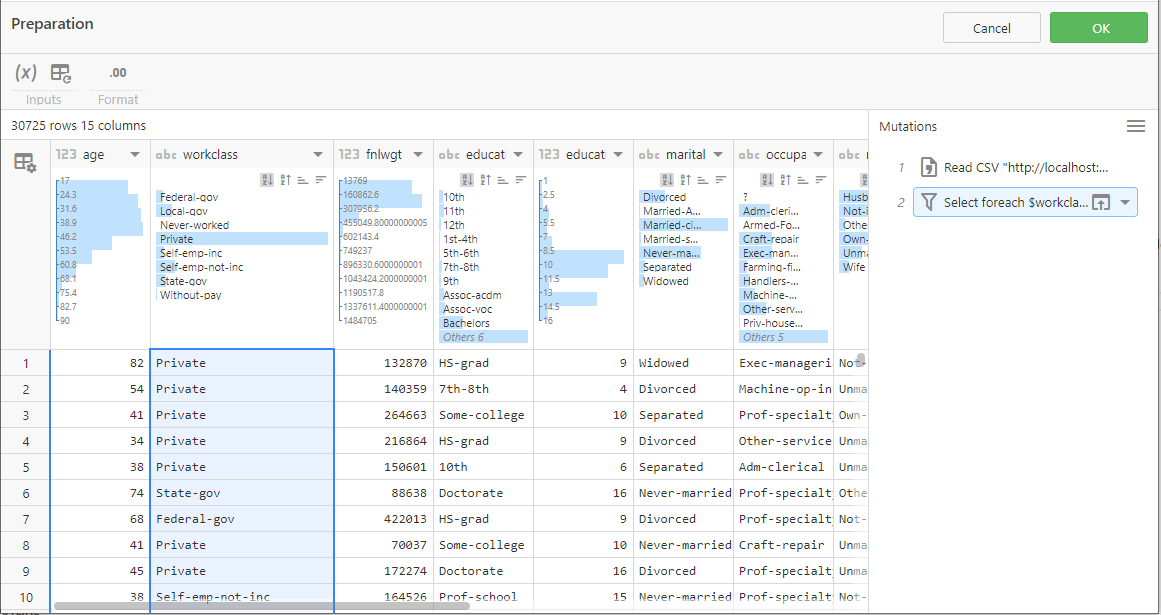 Preparation
Cancel
OK
(x)
.00
Inputs
Format
30725 rows 15 columns
Mutations
123 age
abc workclass
123 fnlwgt
abc educat
123 educat
abc marital
abc occupa
abc
1 Read CSV "http://localhost:...
2 Select foreach $workcla...
17
24.3
31.6
38.9
46.2
53.5
60.8
68.1
75.4
82.7
90
Federal-gov
Local-gov
Never-worked
Private
Self-emp-inc
Self-emp-not-inc
State-gov
Without-pay
13769
160862.6
307956.2
455049.80000000005
602143.4
749237
896330.6000000001
1043424.2000000001
1190517.8
1337611.4000000001
1484705
10th
11th
12th
1st-4th
5th-6th
7th-8th
9th
Assoc-acdm
Assoc-voc
Bachelors
Others 6
1
2.5
4
5.5
7
8.5
10
11.5
13
14.5
16
Divorced
Married-A...
Married-ci...
Married-s...
Never-ma...
Separated
Widowed
?
Adm-cleri...
Armed-Fo...
Craft-repair
Exec-man...
Farming-fi...
Handlers-...
Machine-...
Other-serv...
Priv-house...
Others 5
Husb
Not-i
Othe
Own-
Unma
Wife
1 82 Private 132870 HS-grad 9 Widowed Exec-manageri Not-
2 54 Private 140359 7th-8th 4 Divorced Machine-op-in Unma
3 41 Private 264663 Some-college 10 Separated Prof-specialt Own-
4 34 Private 216864 HS-grad 9 Divorced Other-service Unma
5 38 Private 150601 10th 6 Separated Adm-clerical Unma
6 74 State-gov 88638 Doctorate 16 Never-married Prof-specialt Othe
7 68 Federal-gov 422013 HS-grad 9 Divorced Prof-specialt Not-
8 41 Private 70037 Some-college 10 Never-married Craft-repair Unma
9 45 Private 172274 Doctorate 16 Divorced Prof-specialt Unma
10 38 Self-emp-not-inc 164526 Prof-school 15 Never-married Prof-specialt Not-